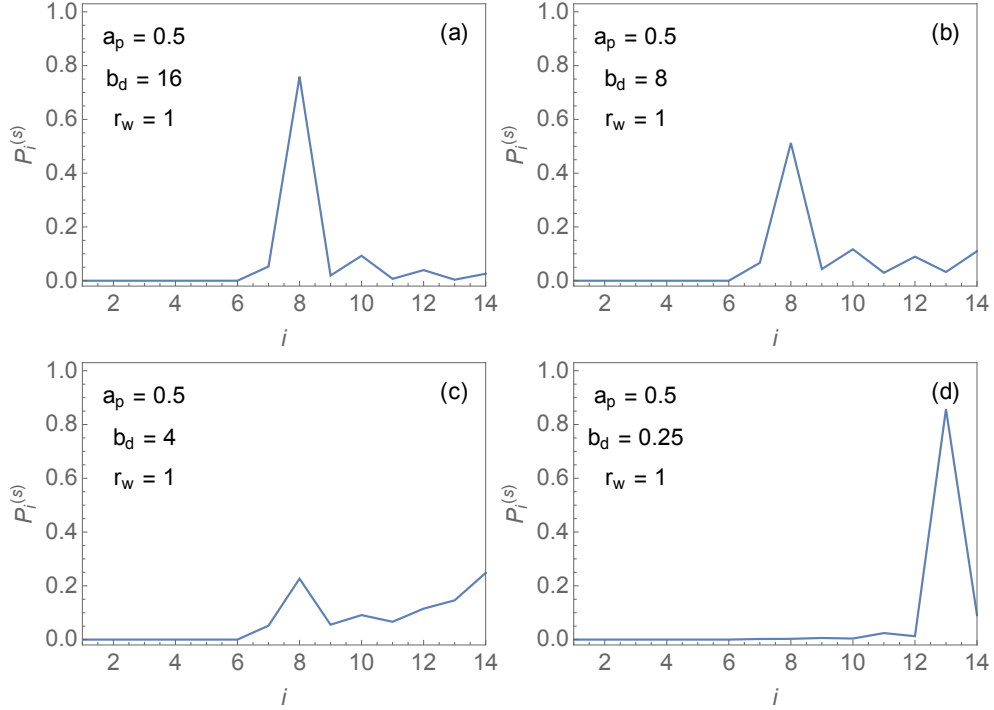 1.0
0.8
0.6
0.4
0.2
0.0
P_i^(s)
a_p = 0.5
b_d = 16
r_w = 1
(a)
2 4 6 8 10 12 14
i
1.0
0.8
0.6
0.4
0.2
0.0
P_i^(s)
a_p = 0.5
b_d = 8
r_w = 1
(b)
2 4 6 8 10 12 14
i
1.0
0.8
0.6
0.4
0.2
0.0
P_i^(s)
a_p = 0.5
b_d = 4
r_w = 1
(c)
2 4 6 8 10 12 14
i
1.0
0.8
0.6
0.4
0.2
0.0
P_i^(s)
a_p = 0.5
b_d = 0.25
r_w = 1
(d)
2 4 6 8 10 12 14
i